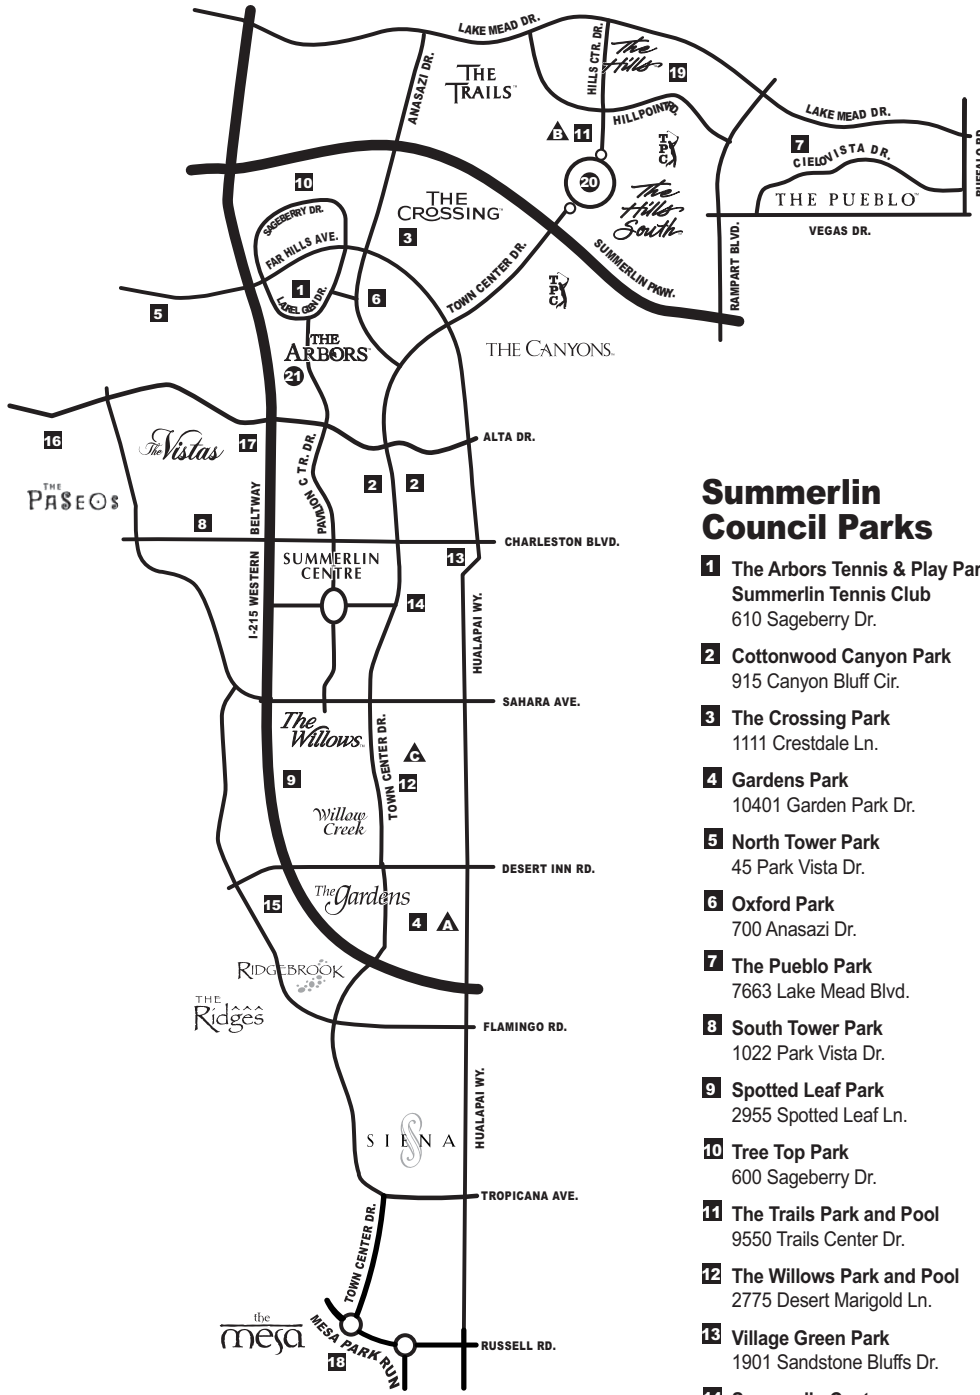 LAKE MEAD DR.
HILLS CTR. DR.
The Hills
19
ANASAZI DR.
THE TRAILS™
HILLPOINTE RD.
LAKE MEAD DR.
B 11
TPC
7
CIELO VISTA DR.
BUFFALO RD.
10
20
THE PUEBLO™
SAGEBERRY DR.
THE CROSSING™
The Hills South
VEGAS DR.
FAR HILLS AVE.
3
TOWN CENTER DR.
SUMMERLIN PKWY.
RAMPART BLVD.
1
LAUREL GLEN DR.
6
TPC
5
THE ARBORS™
THE CANYONS™
21
ALTA DR.
16
The Vistas
17
PAVILION CTR. DR.
THE PASEOS
2
2
8
I-215 WESTERN BELTWAY
CHARLESTON BLVD.
SUMMERLIN CENTRE
13
14
HUALAPAI WY.
SAHARA AVE.
The Willows™
TOWN CENTER DR.
C
9
12
Willow Creek
DESERT INN RD.
The Gardens
15
4 A
RIDGEBROOK
THE Ridges
FLAMINGO RD.
HUALAPAI WY.
SIENA
TROPICANA AVE.
TOWN CENTER DR.
the mesa
MESA PARK RUN
RUSSELL RD.
18
Summerlin
Council Parks
1 The Arbors Tennis & Play Par
Summerlin Tennis Club
610 Sageberry Dr.
2 Cottonwood Canyon Park
915 Canyon Bluff Cir.
3 The Crossing Park
1111 Crestdale Ln.
4 Gardens Park
10401 Garden Park Dr.
5 North Tower Park
45 Park Vista Dr.
6 Oxford Park
700 Anasazi Dr.
7 The Pueblo Park
7663 Lake Mead Blvd.
8 South Tower Park
1022 Park Vista Dr.
9 Spotted Leaf Park
2955 Spotted Leaf Ln.
10 Tree Top Park
600 Sageberry Dr.
11 The Trails Park and Pool
9550 Trails Center Dr.
12 The Willows Park and Pool
2775 Desert Marigold Ln.
13 Village Green Park
1901 Sandstone Bluffs Dr.